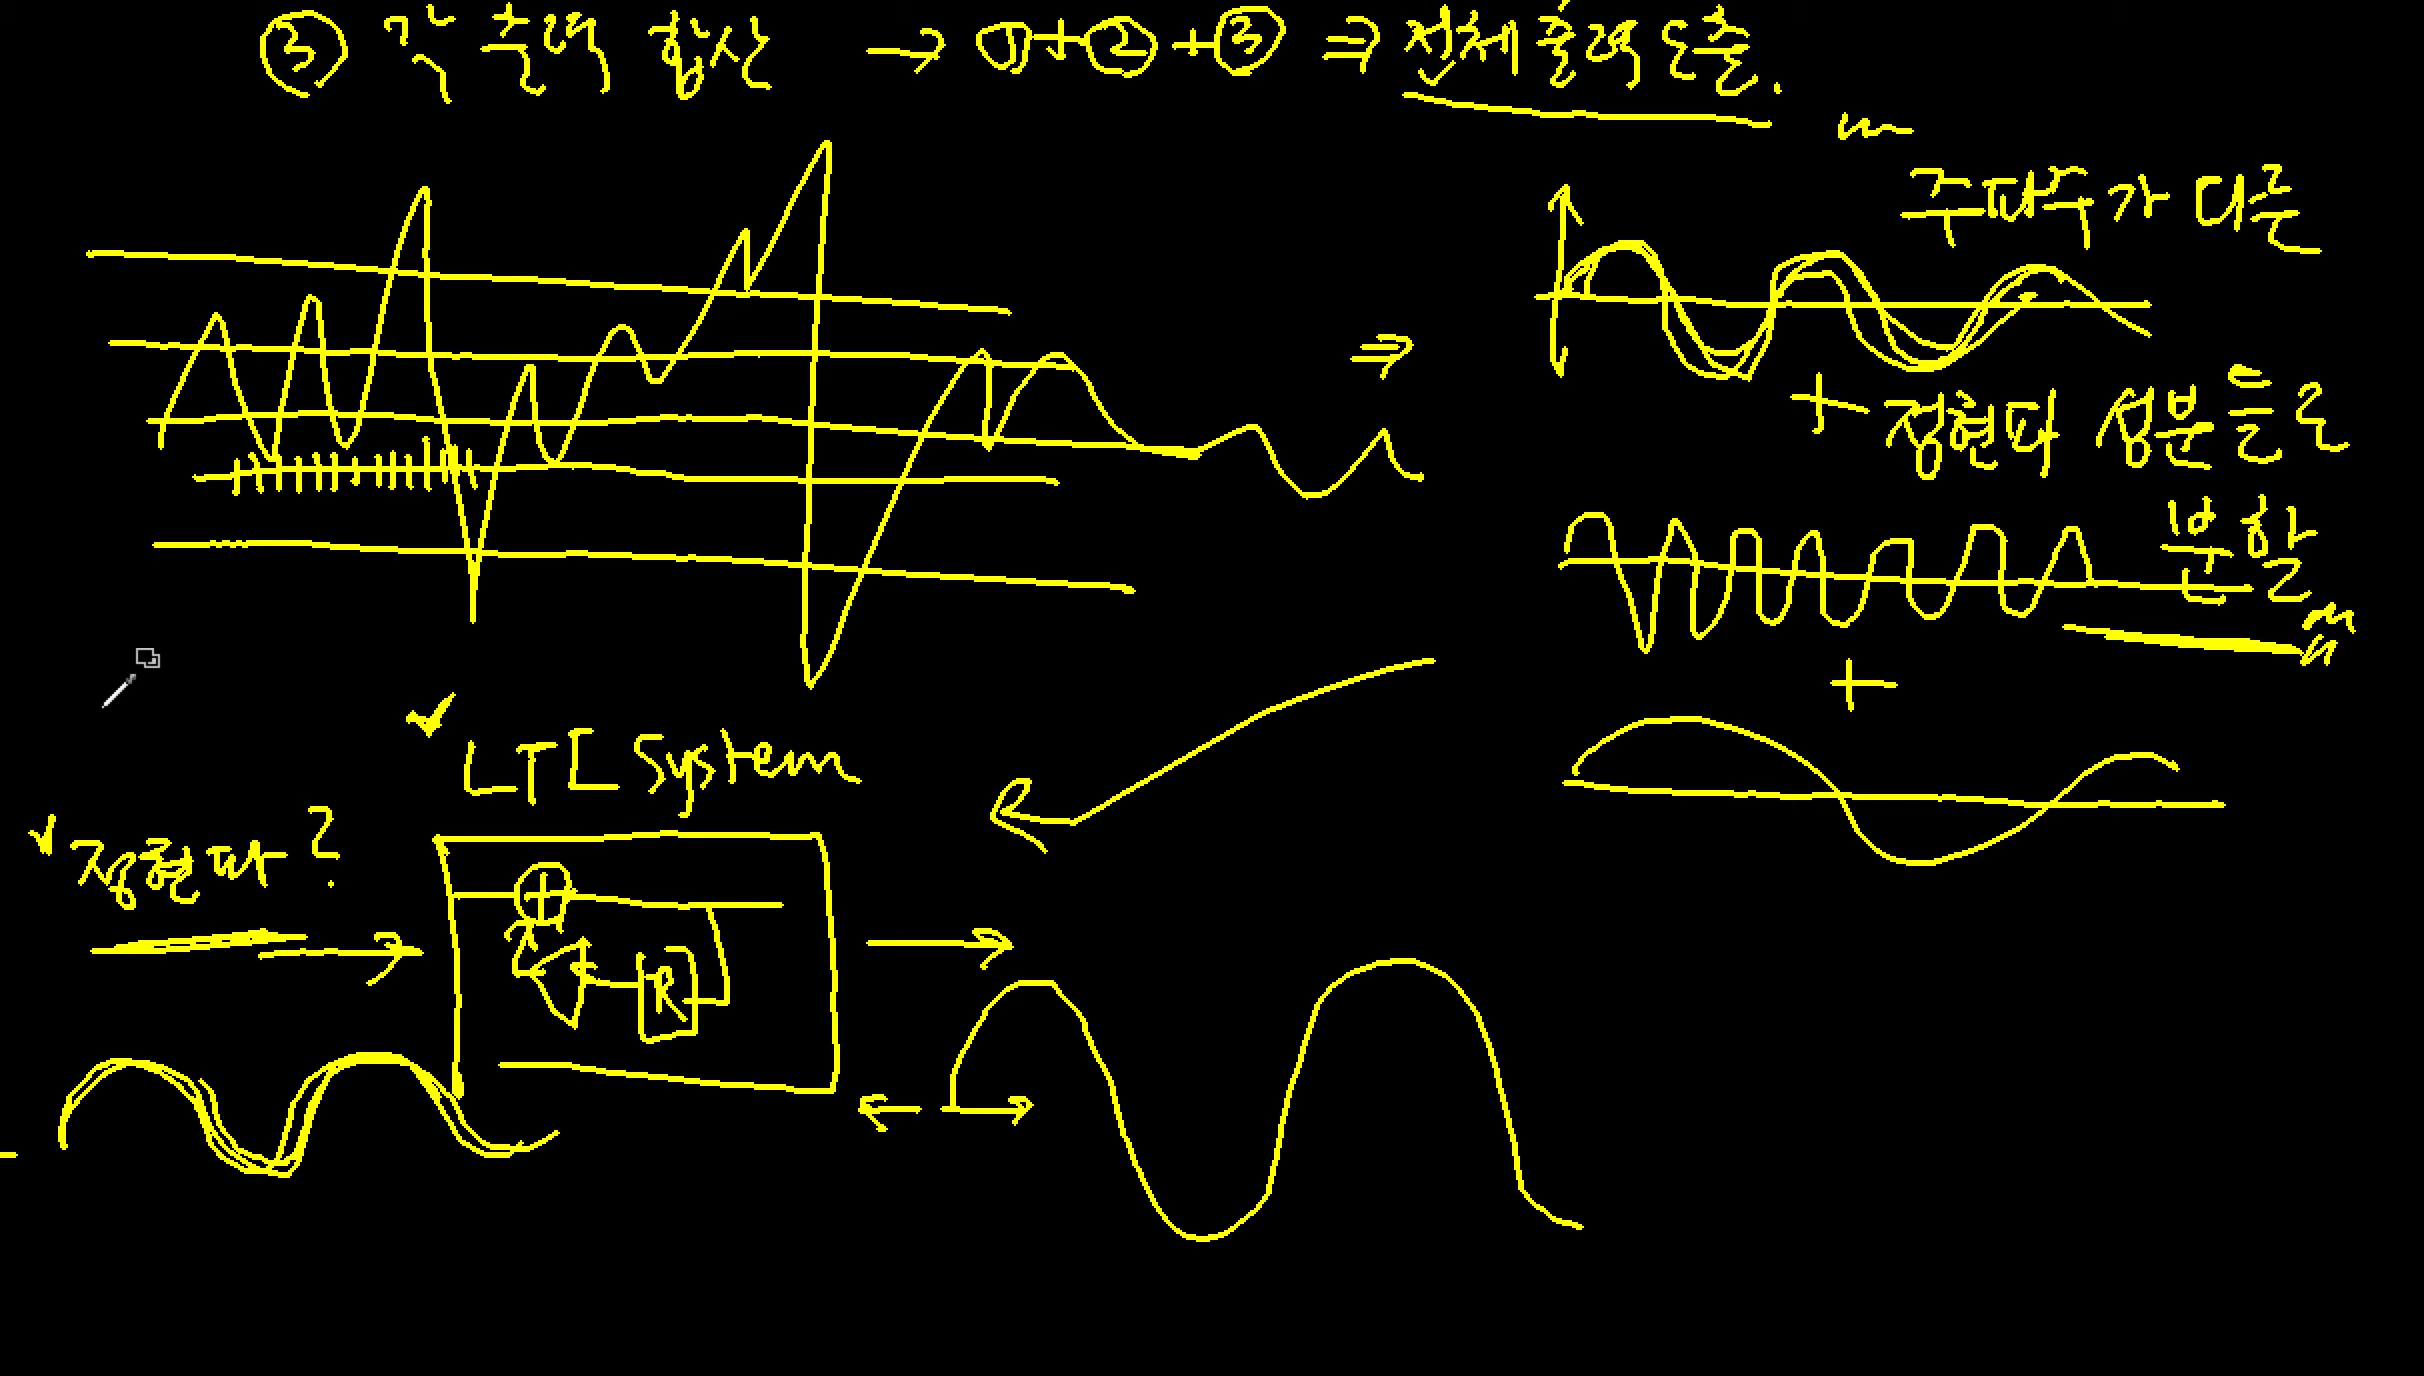 ③ 각 출력 합산 → ①+②+③ ⇒ 전체 출력 도출.
주파수가 다른
정현파 성분들로
분할
LTI System
정현파?
R